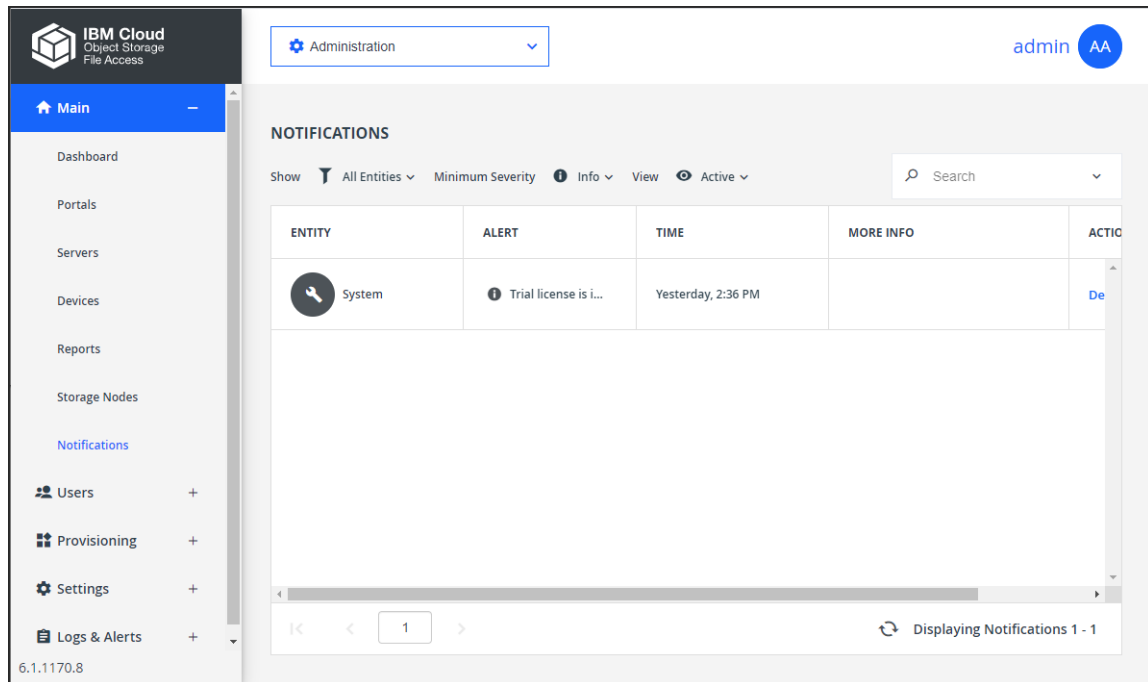 IBM Cloud
Object Storage
File Access
Administration
admin AA
Main
Dashboard
Portals
Servers
Devices
Reports
Storage Nodes
Notifications
Users
Provisioning
Settings
Logs & Alerts
6.1.1170.8
NOTIFICATIONS
Show All Entities Minimum Severity Info View Active Search
ENTITY ALERT TIME MORE INFO ACTIO
System Trial license is i... Yesterday, 2:36 PM De
1 Displaying Notifications 1 - 1